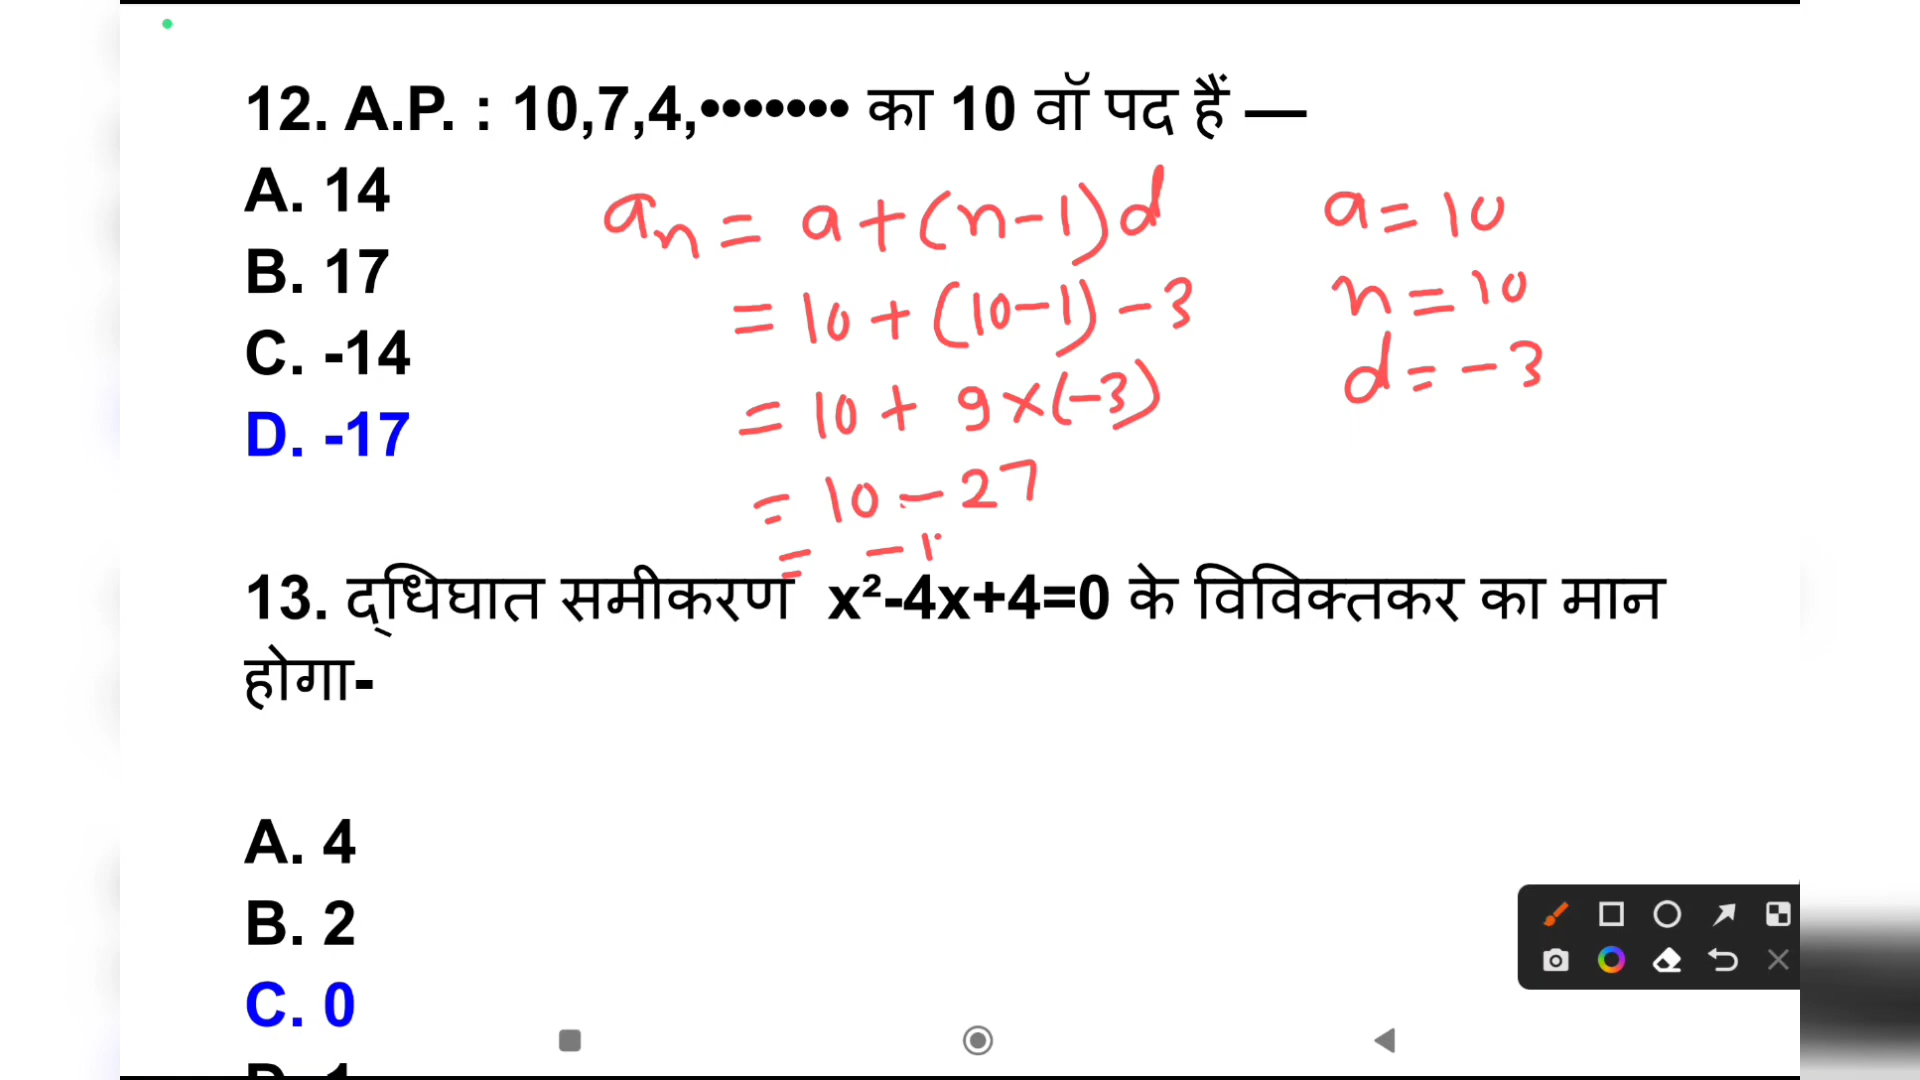 12. A.P. : 10,7,4,••••••• का 10 वॉ पद हैं —
A. 14
B. 17
C. -14
D. -17
aₙ = a + (n-1) d
= 10 + (10-1) - 3
= 10 + 9 × (-3)
= 10 - 27
= - 1
a = 10
n = 10
d = - 3
13. द्धिघात समीकरण x²-4x+4=0 के विविक्तकर का मान
होगा-
A. 4
B. 2
C. 0